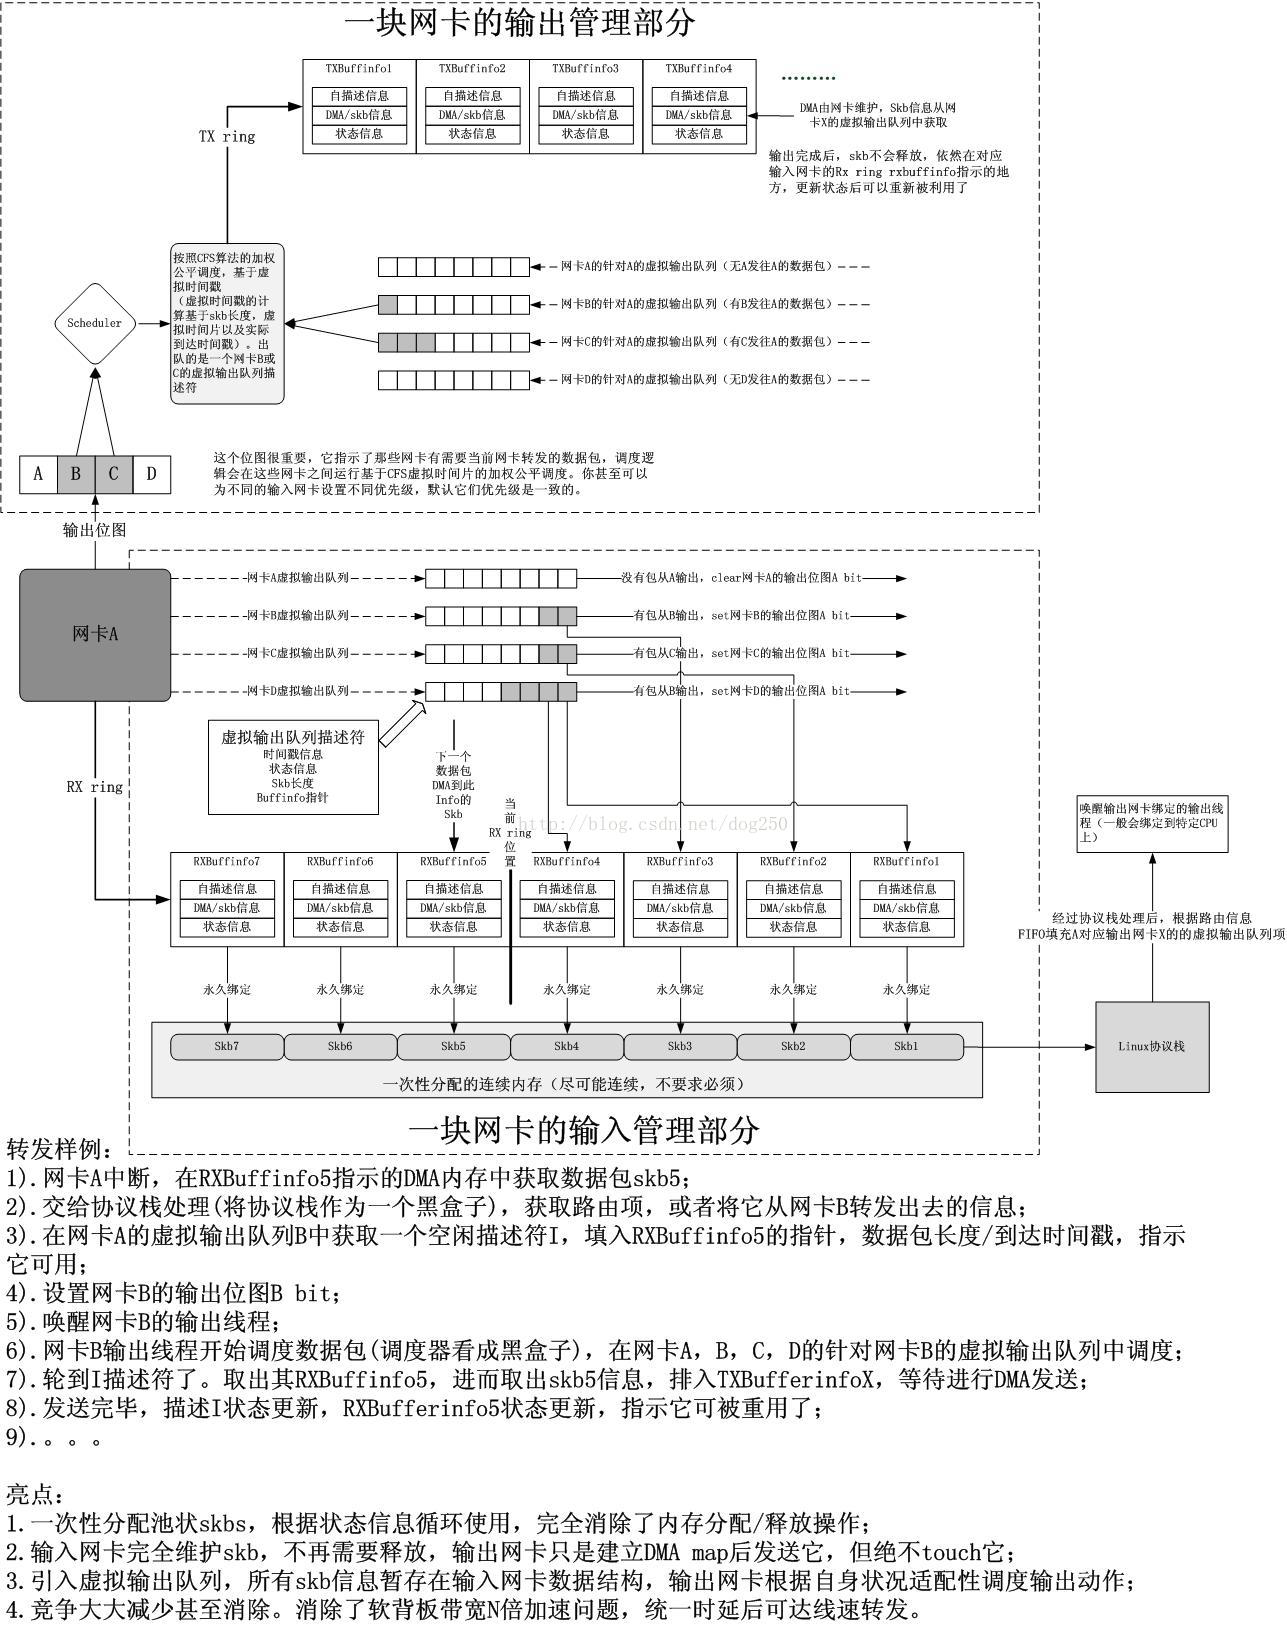 一块网卡的输出管理部分
TXBuffinfo1
TXBuffinfo2
TXBuffinfo3
TXBuffinfo4
.........
自描述信息
自描述信息
自描述信息
自描述信息
DMA/skb信息
DMA/skb信息
DMA/skb信息
DMA/skb信息
状态信息
状态信息
状态信息
状态信息
DMA由网卡维护，Skb信息从网
卡X的虚拟输出队列中获取
TX ring
输出完成后，skb不会释放，依然在对应
输入网卡的Rx ring rxbuffinfo指示的地
方，更新状态后可以重新被利用了
按照CFS算法的加权
公平调度，基于虚
拟时间戳
（虚拟时间戳的计
算基于skb长度，虚
拟时间片以及实际
到达时间戳）。出
队的是一个网卡B或
C的虚拟输出队列描
述符
Scheduler
网卡A的针对A的虚拟输出队列（无A发往A的数据包）
网卡B的针对A的虚拟输出队列（有B发往A的数据包）
网卡C的针对A的虚拟输出队列（有C发往A的数据包）
网卡D的针对A的虚拟输出队列（无D发往A的数据包）
A
B
C
D
这个位图很重要，它指示了那些网卡有需要当前网卡转发的数据包，调度逻
辑会在这些网卡之间运行基于CFS虚拟时间片的加权公平调度。你甚至可以
为不同的输入网卡设置不同优先级，默认它们优先级是一致的。
输出位图
网卡A
网卡A虚拟输出队列
没有包从A输出，clear网卡A的输出位图A bit
网卡B虚拟输出队列
有包从B输出，set网卡B的输出位图A bit
网卡C虚拟输出队列
有包从C输出，set网卡C的输出位图A bit
网卡D虚拟输出队列
有包从B输出，set网卡D的输出位图A bit
虚拟输出队列描述符
时间戳信息
状态信息
Skb长度
Buffinfo指针
下一个
数据包
DMA到此
Info的
Skb
当
前
RX ring
位
置
RX ring
http://blog.csdn.net/dog250
唤醒输出网卡绑定的输出线
程（一般会绑定到特定CPU
上）
RXBuffinfo7
RXBuffinfo6
RXBuffinfo5
RXBuffinfo4
RXBuffinfo3
RXBuffinfo2
RXBuffinfo1
自描述信息
自描述信息
自描述信息
自描述信息
自描述信息
自描述信息
自描述信息
DMA/skb信息
DMA/skb信息
DMA/skb信息
DMA/skb信息
DMA/skb信息
DMA/skb信息
DMA/skb信息
状态信息
状态信息
状态信息
状态信息
状态信息
状态信息
状态信息
经过协议栈处理后，根据路由信息
FIFO填充A对应输出网卡X的的虚拟输出队列项
永久绑定
永久绑定
永久绑定
永久绑定
永久绑定
永久绑定
永久绑定
Skb7
Skb6
Skb5
Skb4
Skb3
Skb2
Skb1
Linux协议栈
一次性分配的连续内存（尽可能连续，不要求必须）
一块网卡的输入管理部分
转发样例：
1).网卡A中断，在RXBuffinfo5指示的DMA内存中获取数据包skb5；
2).交给协议栈处理(将协议栈作为一个黑盒子)，获取路由项，或者将它从网卡B转发出去的信息；
3).在网卡A的虚拟输出队列B中获取一个空闲描述符I，填入RXBuffinfo5的指针，数据包长度/到达时间戳，指示
它可用；
4).设置网卡B的输出位图B bit；
5).唤醒网卡B的输出线程；
6).网卡B输出线程开始调度数据包(调度器看成黑盒子)，在网卡A，B，C，D的针对网卡B的虚拟输出队列中调度；
7).轮到I描述符了。取出其RXBuffinfo5，进而取出skb5信息，排入TXBufferinfoX，等待进行DMA发送；
8).发送完毕，描述I状态更新，RXBufferinfo5状态更新，指示它可被重用了；
9).。。。
亮点：
1.一次性分配池状skbs，根据状态信息循环使用，完全消除了内存分配/释放操作；
2.输入网卡完全维护skb，不再需要释放，输出网卡只是建立DMA map后发送它，但绝不touch它；
3.引入虚拟输出队列，所有skb信息暂存在输入网卡数据结构，输出网卡根据自身状况适配性调度输出动作；
4.竞争大大减少甚至消除。消除了软背板带宽N倍加速问题，统一时延后可达线速转发。